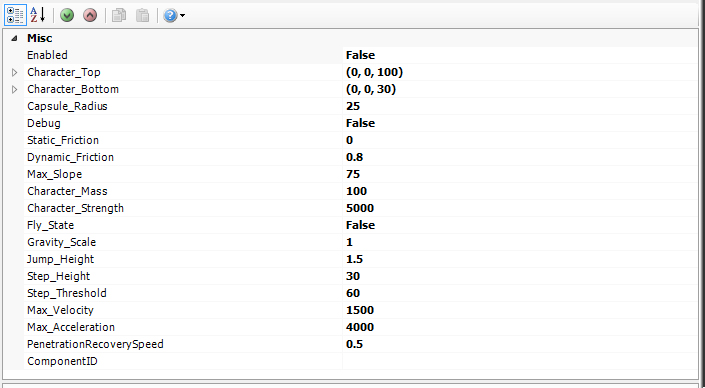 Misc
Enabled False
Character_Top (0, 0, 100)
Character_Bottom (0, 0, 30)
Capsule_Radius 25
Debug False
Static_Friction 0
Dynamic_Friction 0.8
Max_Slope 75
Character_Mass 100
Character_Strength 5000
Fly_State False
Gravity_Scale 1
Jump_Height 1.5
Step_Height 30
Step_Threshold 60
Max_Velocity 1500
Max_Acceleration 4000
PenetrationRecoverySpeed 0.5
ComponentID